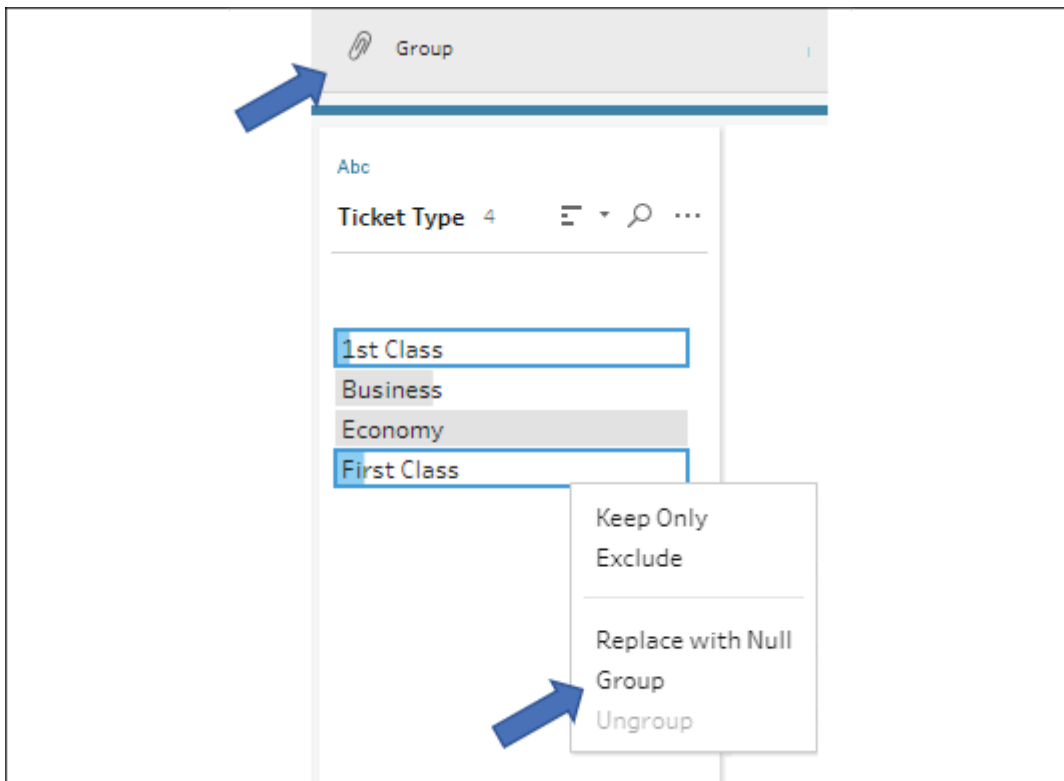 Group
Abc
Ticket Type 4
1st Class
Business
Economy
First Class
Keep Only
Exclude
Replace with Null
Group
Ungroup